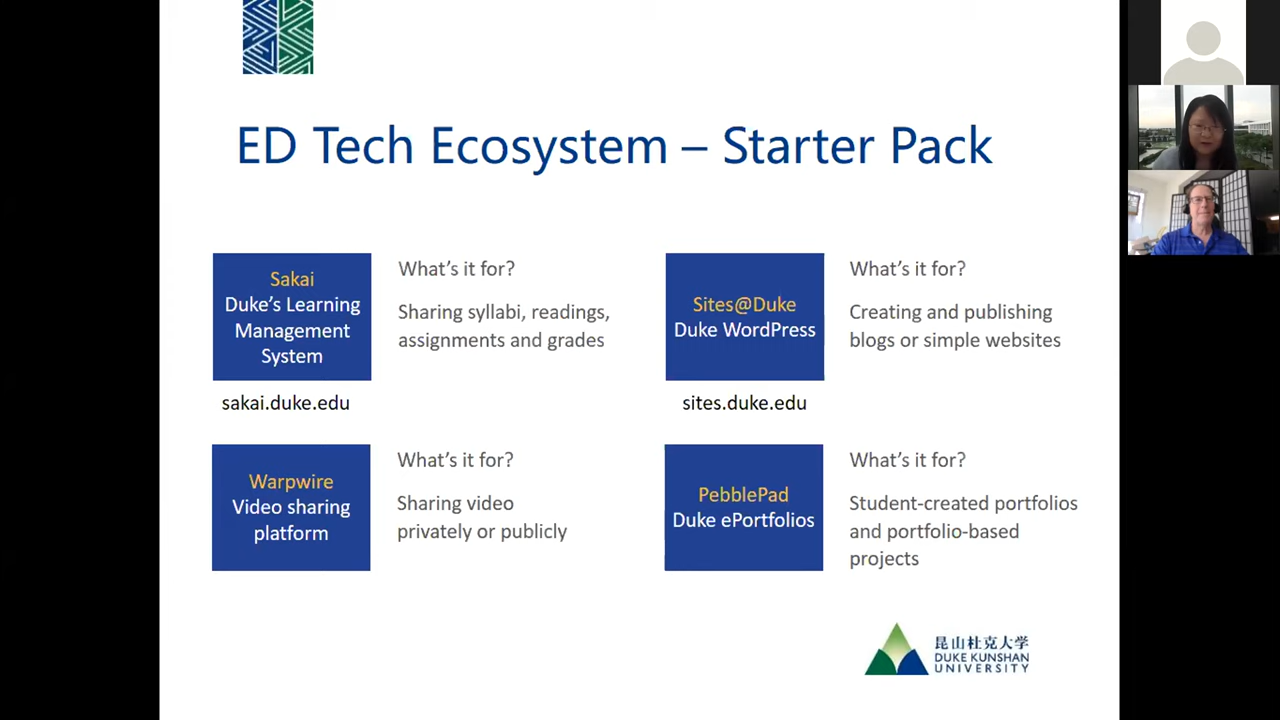 ED Tech Ecosystem – Starter Pack
Sakai
Duke's Learning
Management
System
sakai.duke.edu
What's it for?
Sharing syllabi, readings,
assignments and grades
Sites@Duke
Duke WordPress
sites.duke.edu
What's it for?
Creating and publishing
blogs or simple websites
Warpwire
Video sharing
platform
What's it for?
Sharing video
privately or publicly
PebblePad
Duke ePortfolios
What's it for?
Student-created portfolios
and portfolio-based
projects
昆山杜克大学
DUKE KUNSHAN
UNIVERSITY